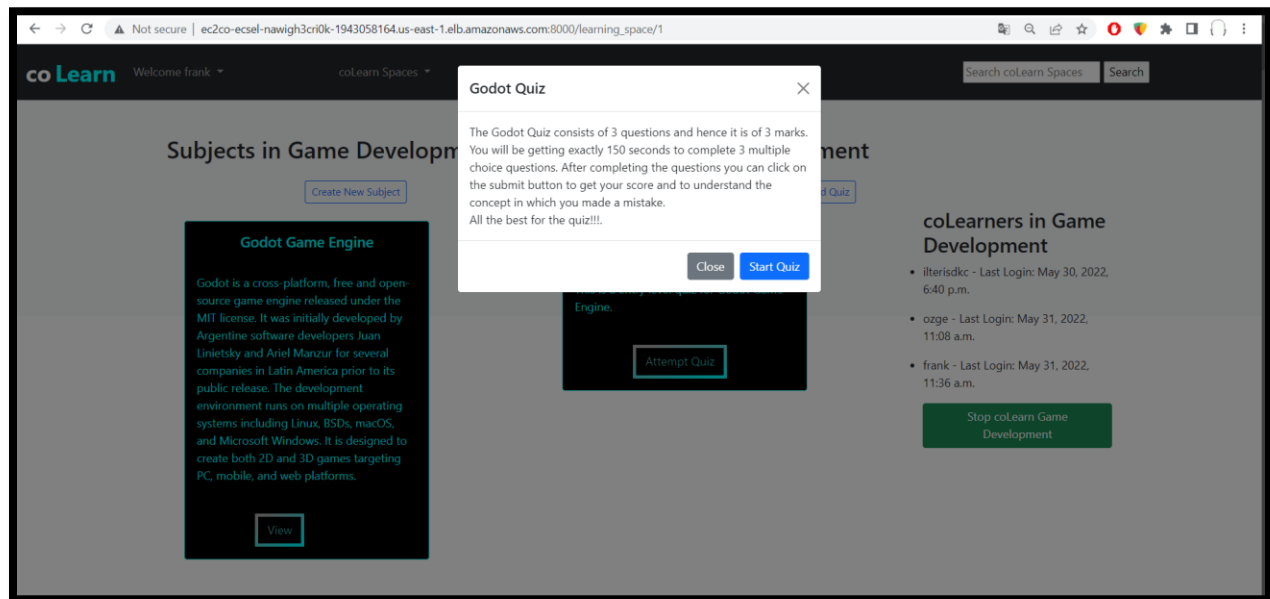 Not secure | ec2co-ecsel-nawigh3cri0k-1943058164.us-east-1.elb.amazonaws.com:8000/learning_space/1
co Learn
Welcome frank
coLearn Spaces
Search coLearn Spaces
Search
Godot Quiz
The Godot Quiz consists of 3 questions and hence it is of 3 marks.
You will be getting exactly 150 seconds to complete 3 multiple
choice questions. After completing the questions you can click on
the submit button to get your score and to understand the
concept in which you made a mistake.
All the best for the quiz!!!.
Close
Start Quiz
Subjects in Game Developm
Create New Subject
Godot Game Engine
Godot is a cross-platform, free and open-
source game engine released under the
MIT license. It was initially developed by
Argentine software developers Juan
Linietsky and Ariel Manzur for several
companies in Latin America prior to its
public release. The development
environment runs on multiple operating
systems including Linux, BSDs, macOS,
and Microsoft Windows. It is designed to
create both 2D and 3D games targeting
PC, mobile, and web platforms.
View
ment
d Quiz
Engine.
Attempt Quiz
coLearners in Game
Development
ilterisdkc - Last Login: May 30, 2022,
6:40 p.m.
ozge - Last Login: May 31, 2022,
11:08 a.m.
frank - Last Login: May 31, 2022,
11:36 a.m.
Stop coLearn Game
Development